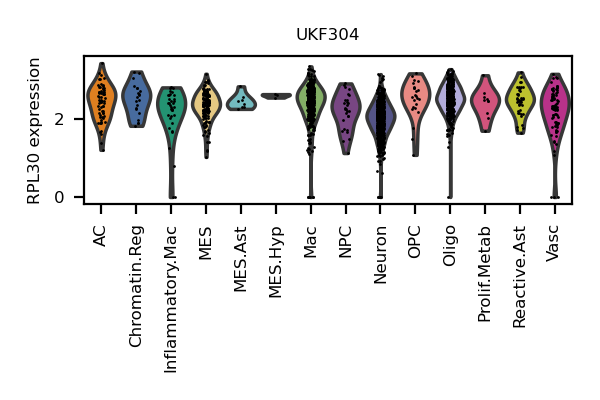 UKF304
RPL30 expression
2
0
AC
Chromatin.Reg
Inflammatory.Mac
MES
MES.Ast
MES.Hyp
Mac
NPC
Neuron
OPC
Oligo
Prolif.Metab
Reactive.Ast
Vasc